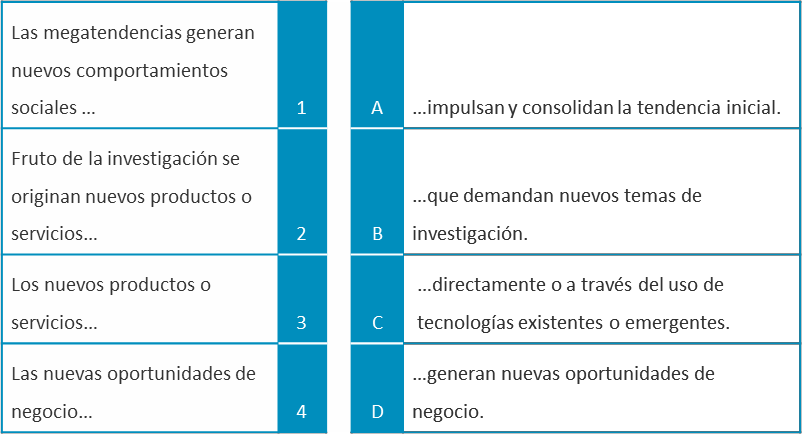 Las megatendencias generan
nuevos comportamientos
sociales ...
1
A
...impulsan y consolidan la tendencia inicial.
Fruto de la investigación se
originan nuevos productos o
servicios...
2
B
...que demandan nuevos temas de
investigación.
Los nuevos productos o
servicios...
3
C
...directamente o a través del uso de
tecnologías existentes o emergentes.
Las nuevas oportunidades de
negocio...
4
D
...generan nuevas oportunidades de
negocio.